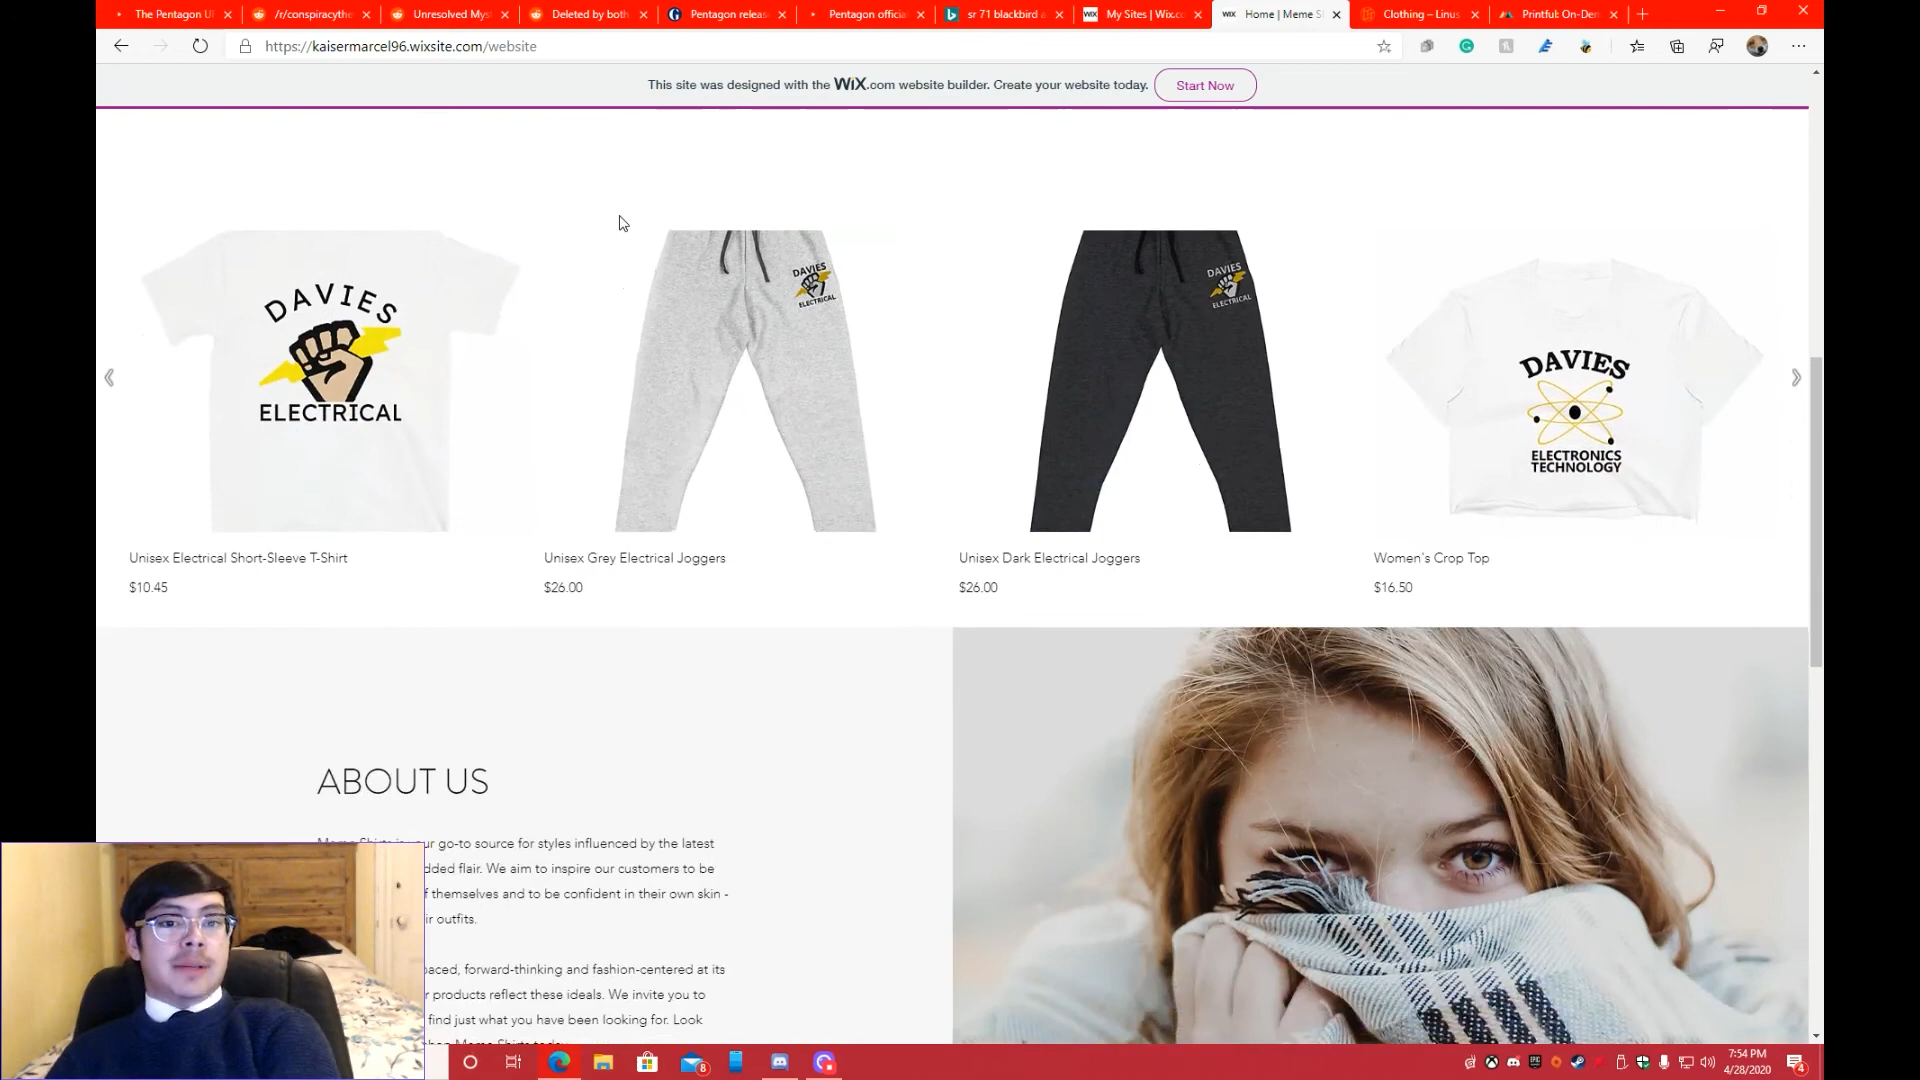 The Pentagon U
/r/conspiracythe
Unresolved Mys
Deleted by both
Pentagon releas
Pentagon officia
sr 71 blackbird a
WIX My Sites | Wix.c
WIX Home | Meme S
Clothing – Linus
Printful: On-Den
https://kaisermarcel96.wixsite.com/website
This site was designed with the WiX.com website builder. Create your website today. Start Now
DAVIES
ELECTRICAL
DAVIES
ELECTRICAL
DAVIES
ELECTRICAL
DAVIES
ELECTRONICS
TECHNOLOGY
Unisex Electrical Short-Sleeve T-Shirt
$10.45
Unisex Grey Electrical Joggers
$26.00
Unisex Dark Electrical Joggers
$26.00
Women`s Crop Top
$16.50
ABOUT US
ur go-to source for styles influenced by the latest
dded flair. We aim to inspire our customers to be
f themselves and to be confident in their own skin -
ir outfits.
paced, forward-thinking and fashion-centered at its
r products reflect these ideals. We invite you to
find just what you have been looking for. Look
8
7:54 PM
4/28/2020
4